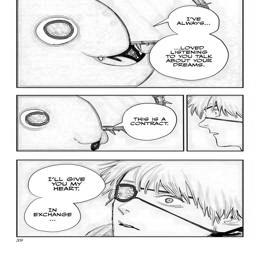 I'VE
ALWAYS...
...LOVED
LISTENING
TO YOU TALK
ABOUT YOUR
DREAMS.
THIS IS A
CONTRACT.
I'LL GIVE
YOU MY
HEART.
IN
EXCHANGE
...